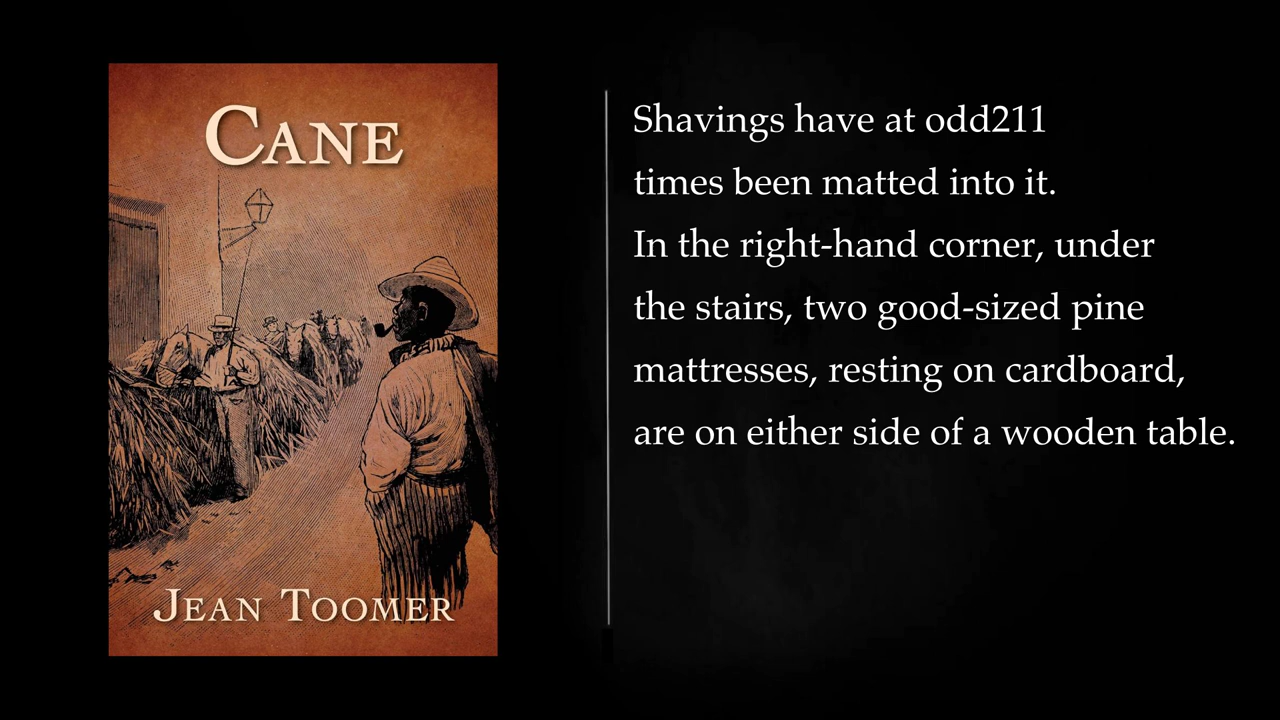 CANE
JEAN TOOMER
Shavings have at odd211
times been matted into it.
In the right-hand corner, under
the stairs, two good-sized pine
mattresses, resting on cardboard,
are on either side of a wooden table.